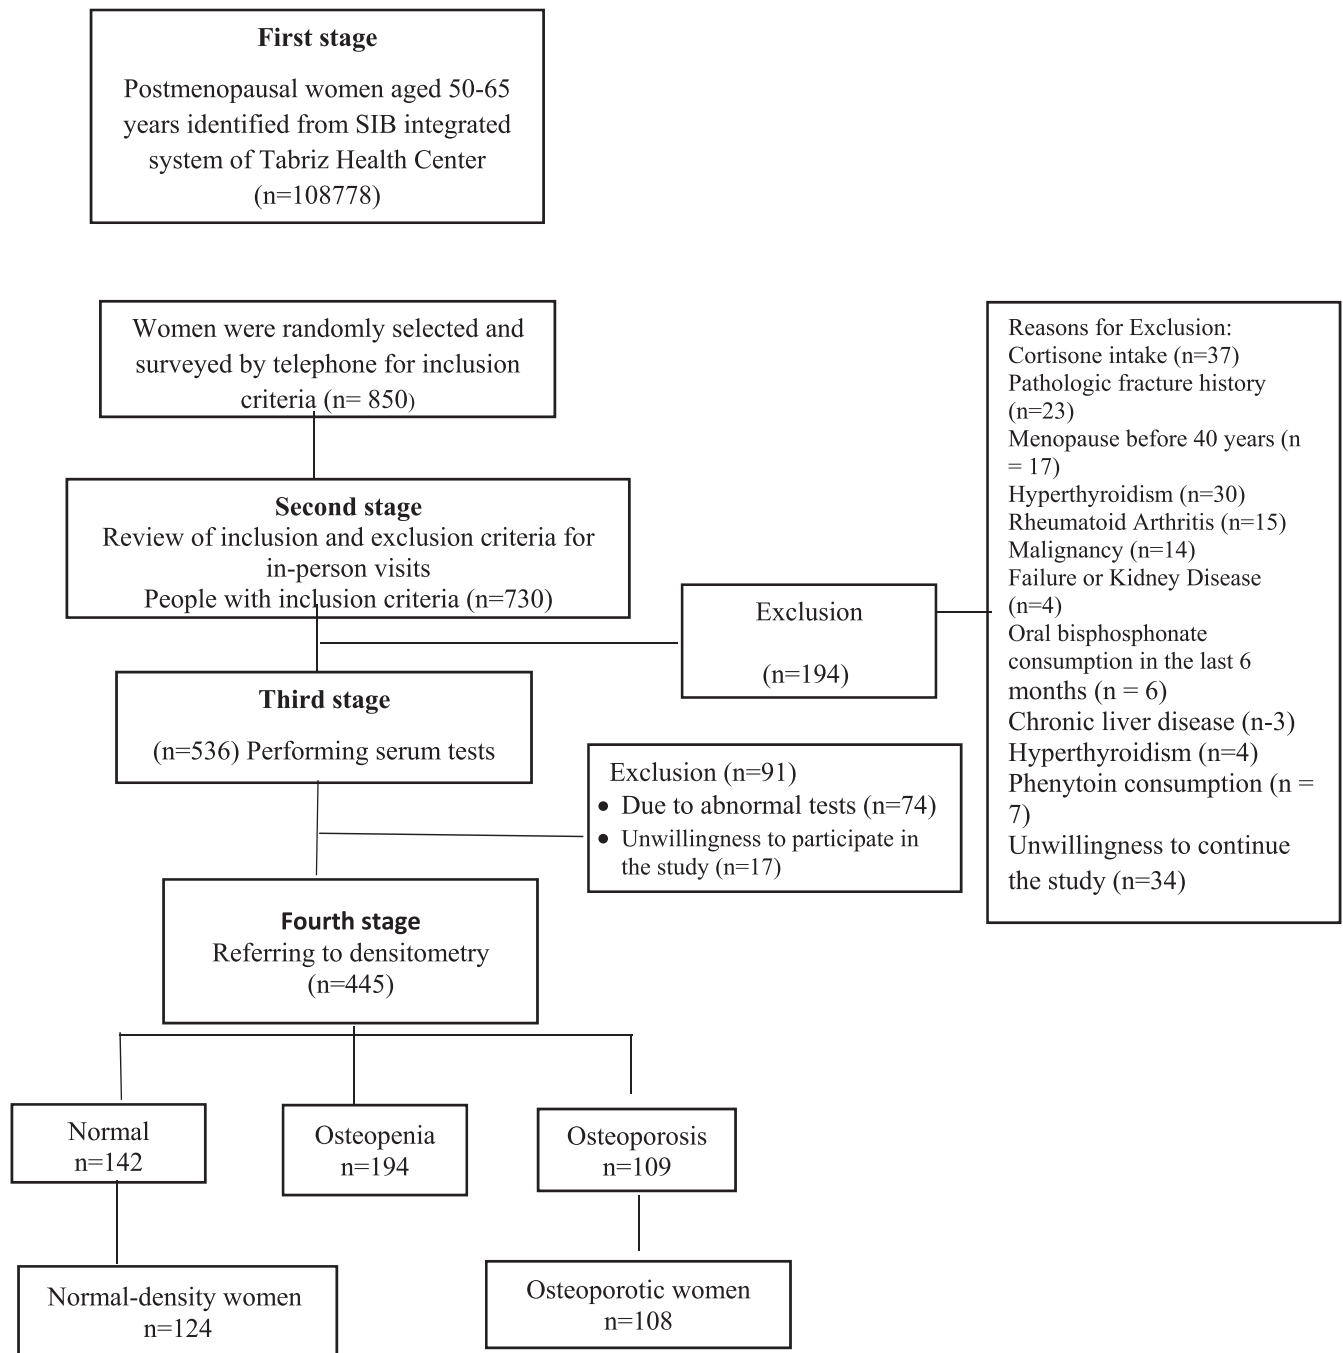 First stage
Postmenopausal women aged 50-65
years identified from SIB integrated
system of Tabriz Health Center
(n=108778)
Women were randomly selected and
surveyed by telephone for inclusion
criteria (n= 850)
Second stage
Review of inclusion and exclusion criteria for
in-person visits
People with inclusion criteria (n=730)
Exclusion
(n=194)
Reasons for Exclusion:
Cortisone intake (n=37)
Pathologic fracture history
(n=23)
Menopause before 40 years (n
= 17)
Hyperthyroidism (n=30)
Rheumatoid Arthritis (n=15)
Malignancy (n=14)
Failure or Kidney Disease
(n=4)
Oral bisphosphonate
consumption in the last 6
months (n = 6)
Chronic liver disease (n-3)
Hyperthyroidism (n=4)
Phenytoin consumption (n =
7)
Unwillingness to continue
the study (n=34)
Third stage
(n=536) Performing serum tests
Exclusion (n=91)
• Due to abnormal tests (n=74)
• Unwillingness to participate in
the study (n=17)
Fourth stage
Referring to densitometry
(n=445)
Normal
n=142
Osteopenia
n=194
Osteoporosis
n=109
Normal-density women
n=124
Osteoporotic women
n=108